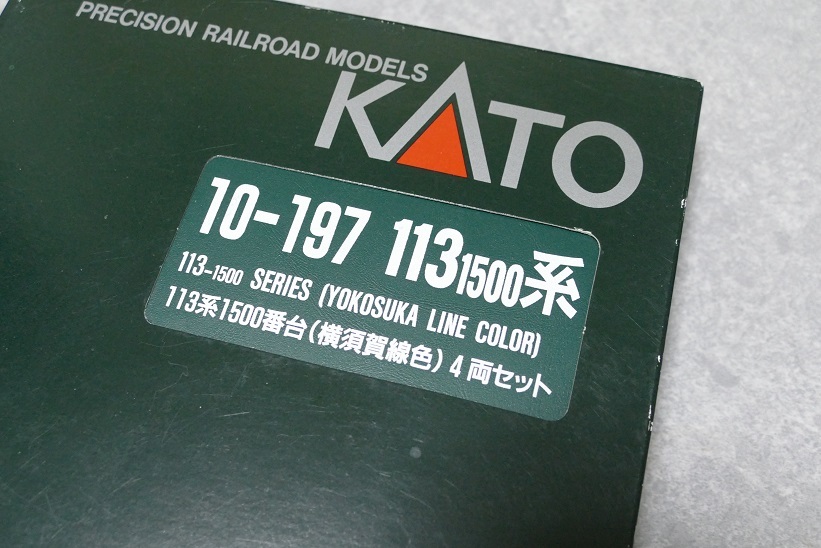 PRECISION RAILROAD MODELS
KATO
10-197 113 1500系
113-1500 SERIES (YOKOSUKA LINE COLOR)
113系1500番台(横須賀線色) 4両セット